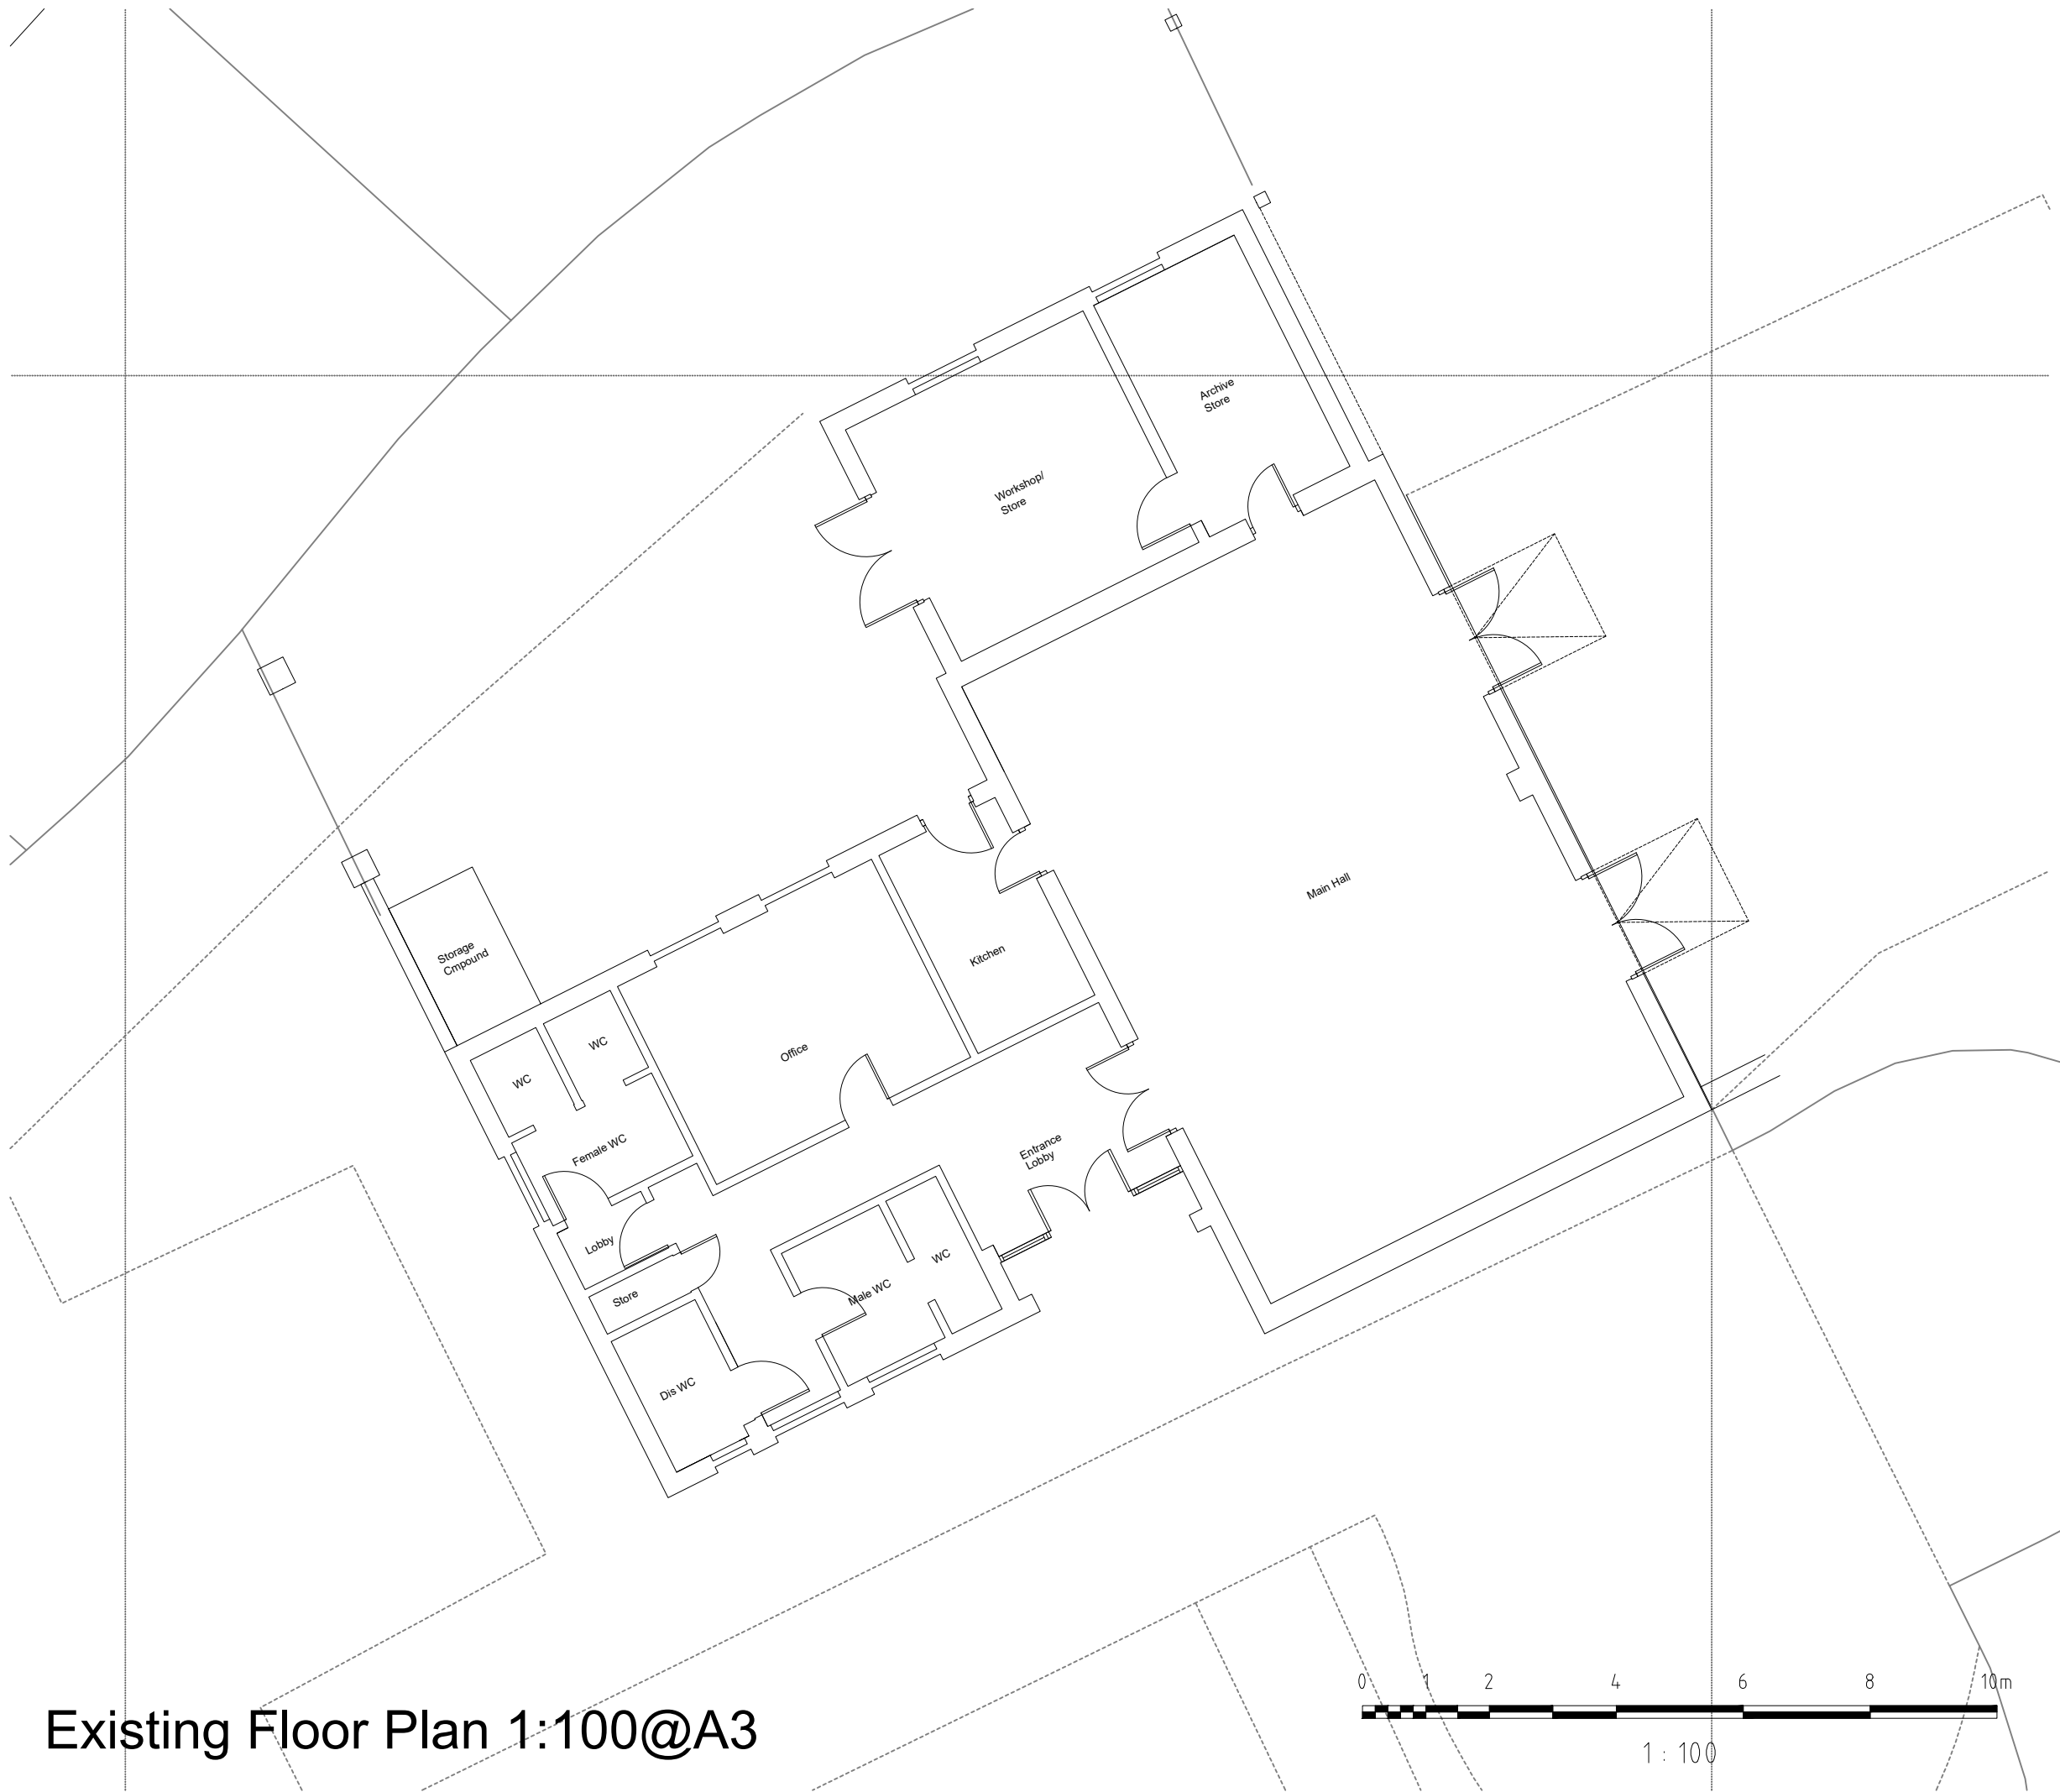 Archive
Store
Workshop/
Store
Main Hall
Storage
Cmpound
Kitchen
WC
Office
WC
Female WC
Entrance
Lobby
Lobby
WC
Male WC
Store
Dis WC
0 1 2 4 6 8 10m
1 : 100
Existing Floor Plan 1:100@A3